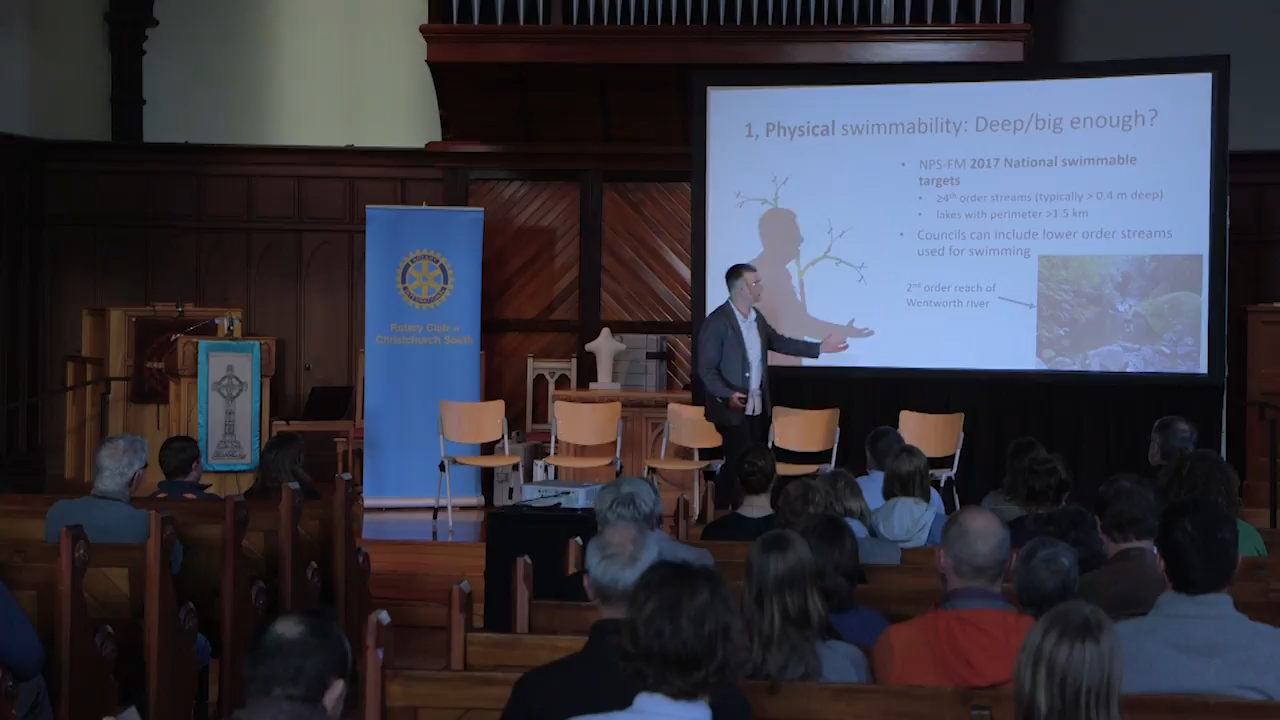 1, Physical swimmability: Deep/big enough?
• NPS-FM 2017 National swimmable
targets
• ≥4th order streams (typically > 0.4 m deep)
• lakes with perimeter >1.5 km
• Councils can include lower order streams
used for swimming
2nd order reach of
Wentworth river
ROTARY
INTERNATIONAL
Rotary Club of
Christchurch South